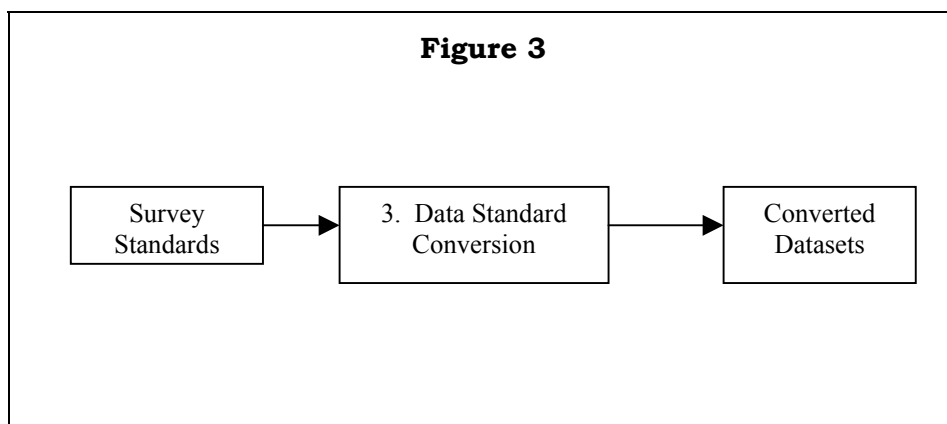 Figure 3
Survey
Standards
3. Data Standard
Conversion
Converted
Datasets